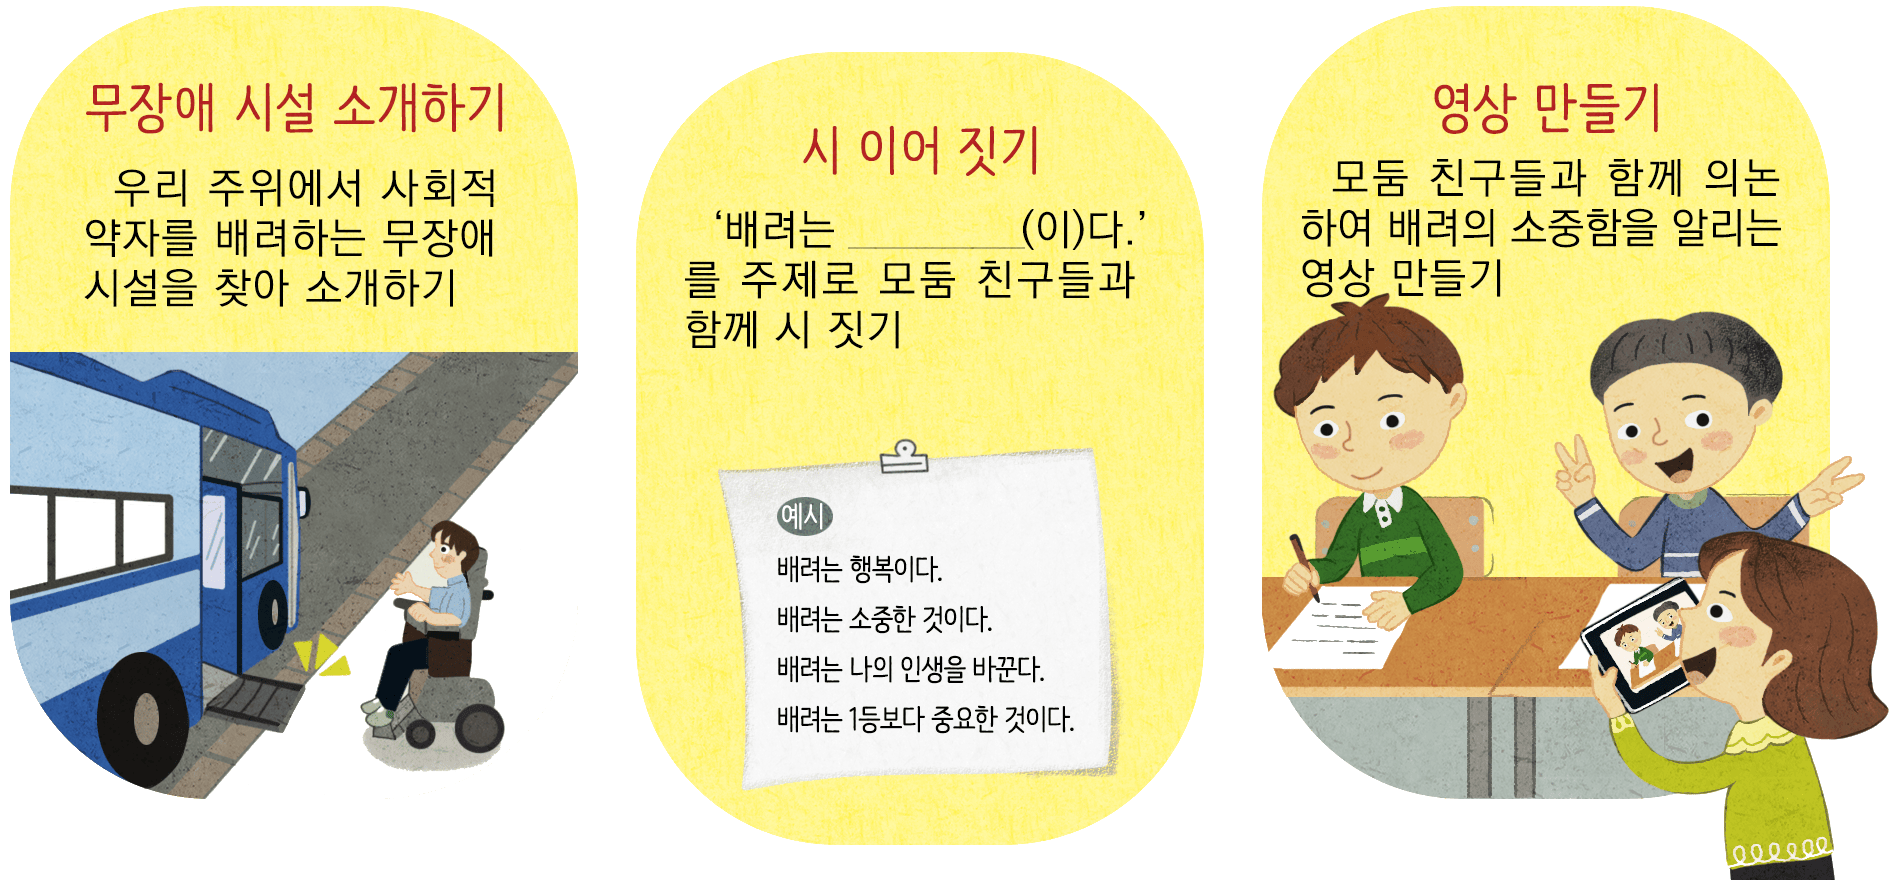 무장애 시설 소개하기
우리 주위에서 사회적
약자를 배려하는 무장애
시설을 찾아 소개하기
시 이어 짓기
‘배려는 ________(이)다.’
를 주제로 모둠 친구들과
함께 시 짓기
예시
배려는 행복이다.
배려는 소중한 것이다.
배려는 나의 인생을 바꾼다.
배려는 1등보다 중요한 것이다.
영상 만들기
모둠 친구들과 함께 의논
하여 배려의 소중함을 알리는
영상 만들기